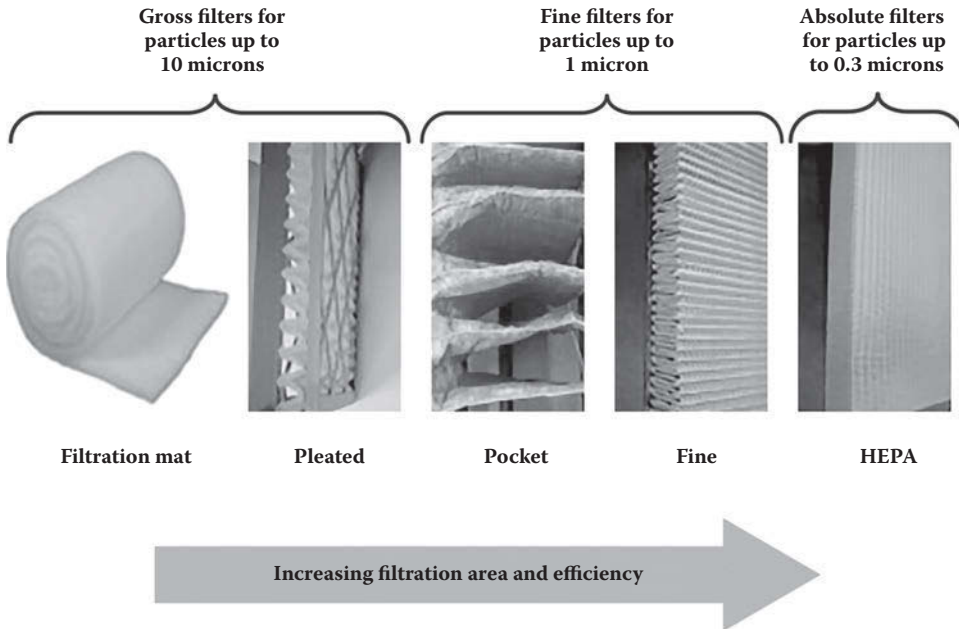 Gross filters for
particles up to
10 microns
Fine filters for
particles up to
1 micron
Absolute filters
for particles up
to 0.3 microns
Filtration mat
Pleated
Pocket
Fine
HEPA
Increasing filtration area and efficiency